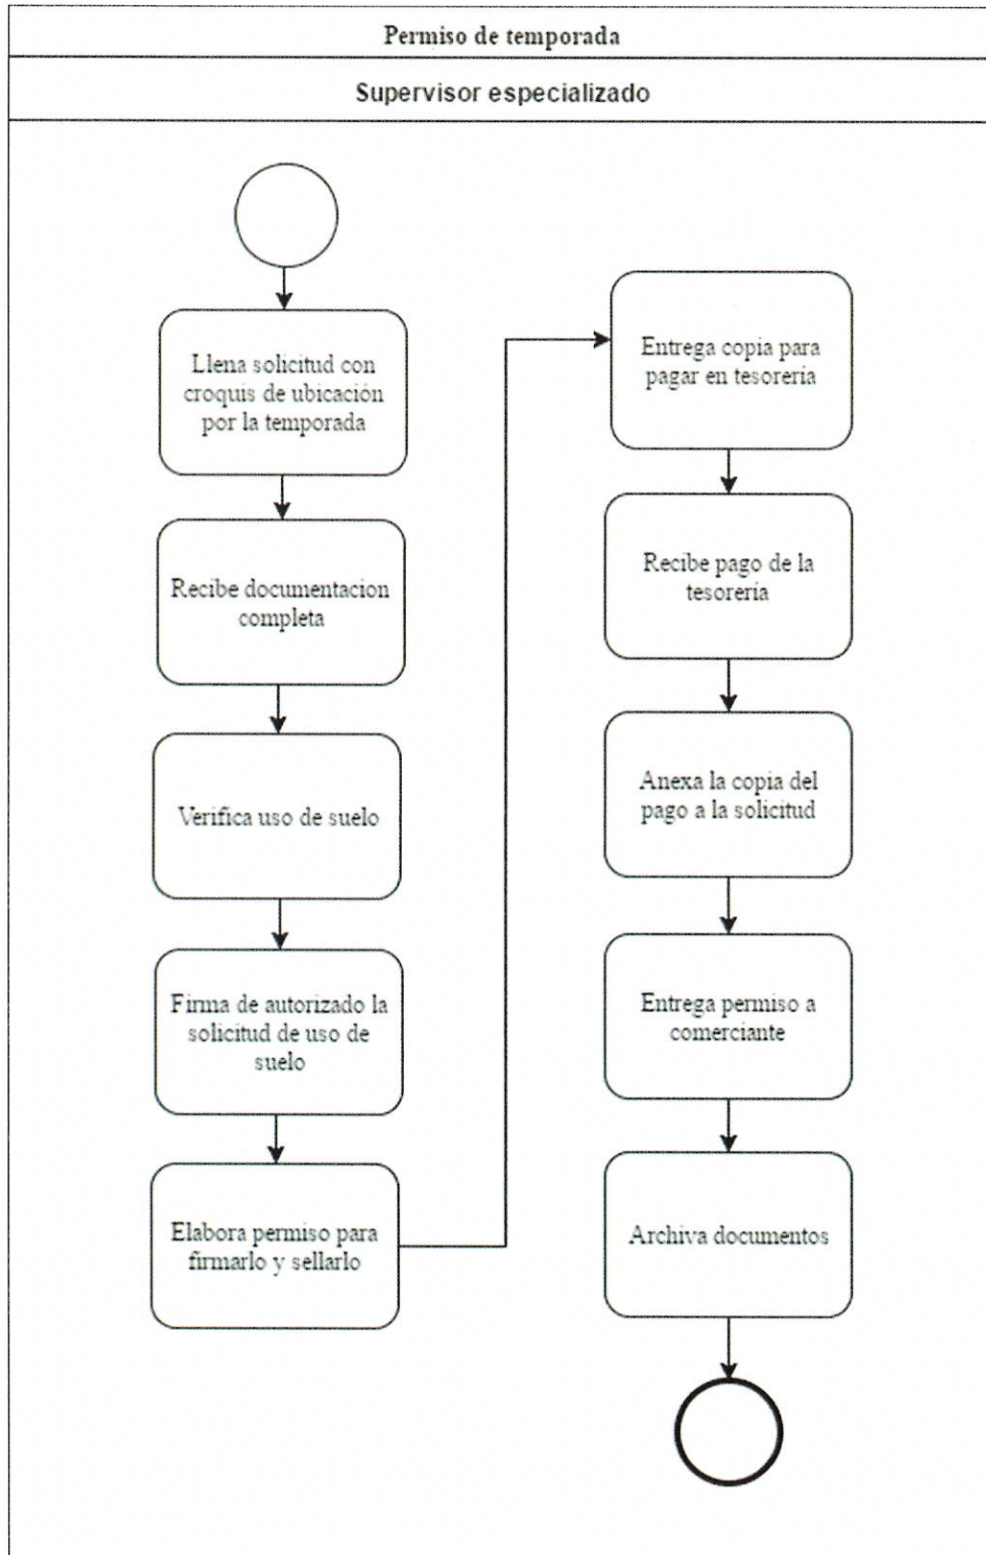 Permiso de temporada
Supervisor especializado
Llena solicitud con
croquis de ubicación
por la temporada
Recibe documentacion
completa
Verifica uso de suelo
Firma de autorizado la
solicitud de uso de
suelo
Elabora permiso para
firmarlo y sellarlo
Entrega copia para
pagar en tesorería
Recibe pago de la
tesorería
Anexa la copia del
pago a la solicitud
Entrega permiso a
comerciante
Archiva documentos